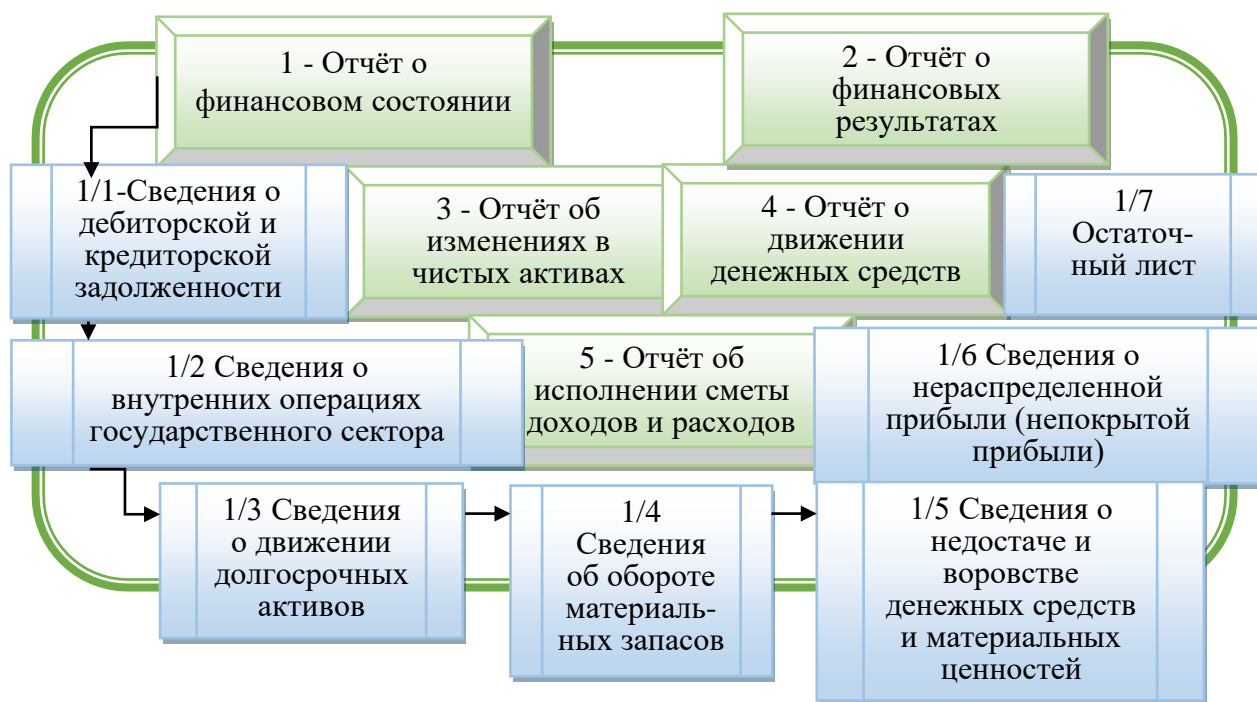 1 - Отчёт о
финансовом состоянии
2 - Отчёт о
финансовых
результатах
1/1-Сведения о
дебиторской и
кредиторской
задолженности
3 - Отчёт об
изменениях в
чистых активах
4 - Отчёт о
движении
денежных средств
1/7
Остаточ-
ный лист
1/2 Сведения о
внутренних операциях
государственного сектора
5 - Отчёт об
исполнении сметы
доходов и расходов
1/6 Сведения о
нераспределенной
прибыли (непокрытой
прибыли)
1/3 Сведения
о движении
долгосрочных
активов
1/4
Сведения
об обороте
материаль-
ных запасов
1/5 Сведения о
недостаче и
воровстве
денежных средств
и материальных
ценностей